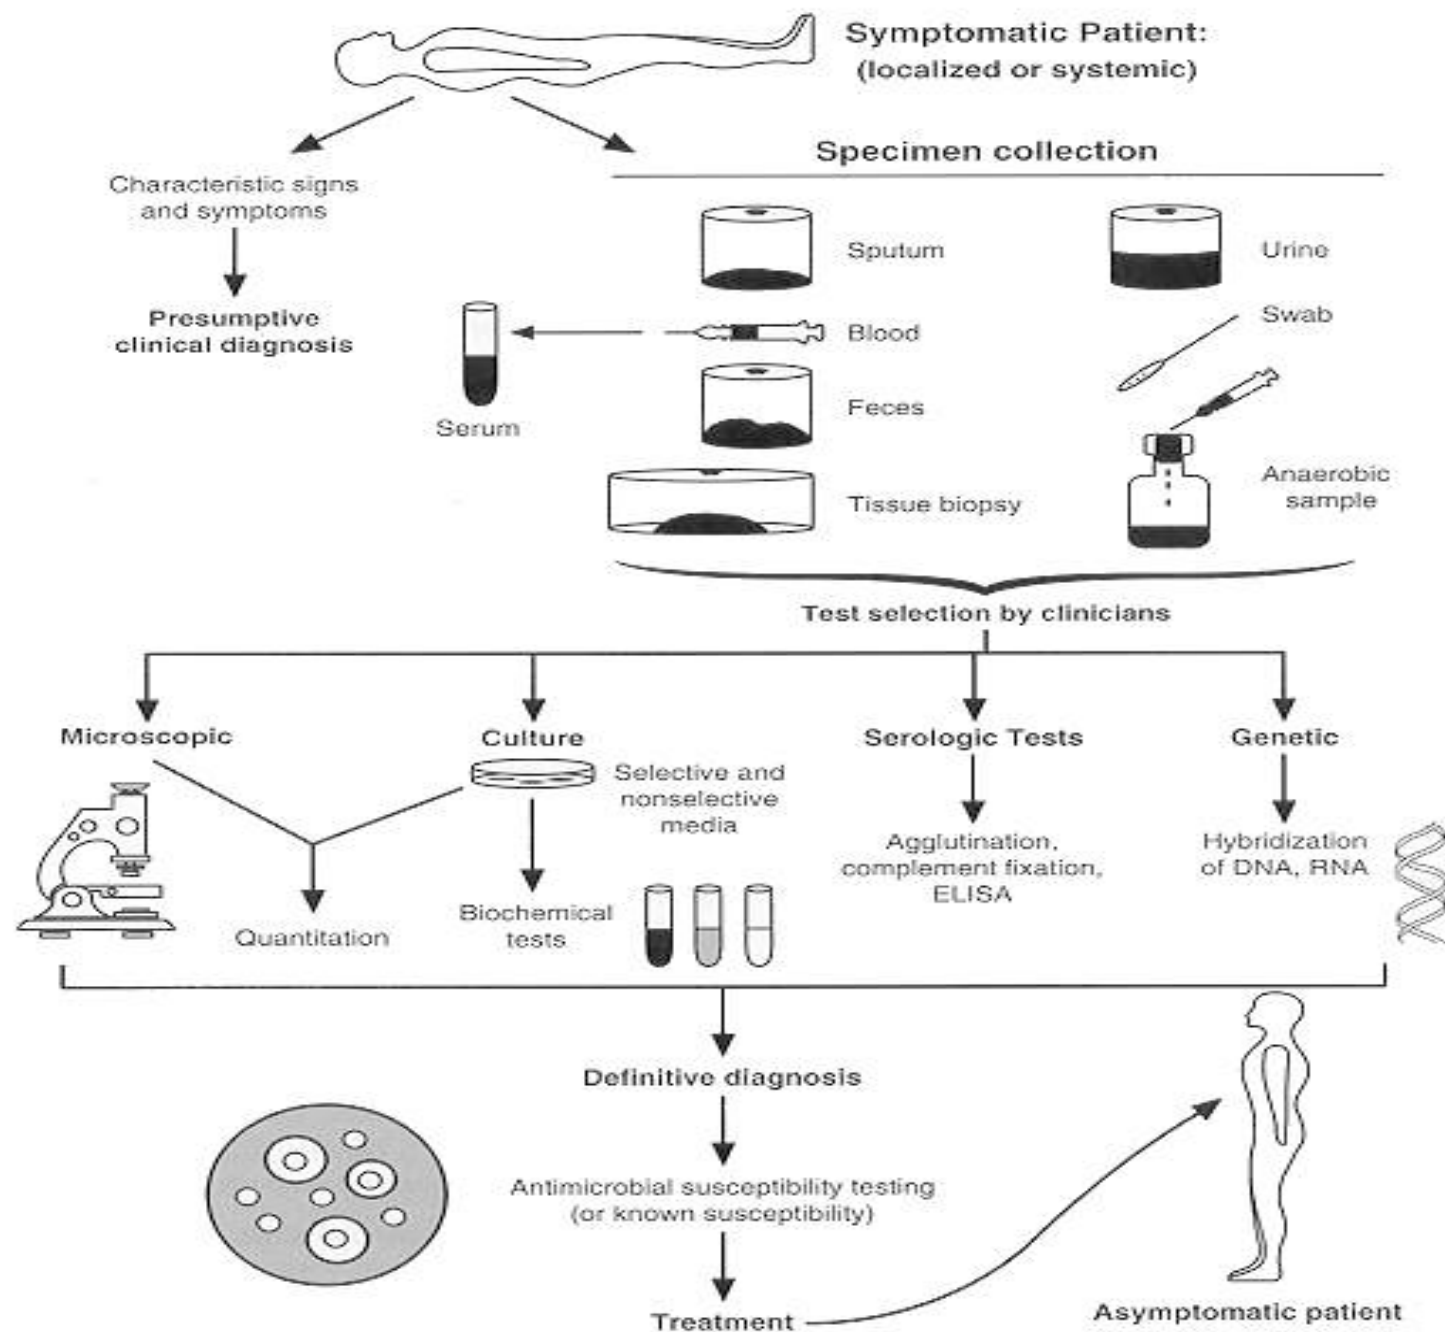 Symptomatic Patient:
(localized or systemic)
Specimen collection
Characteristic signs
and symptoms
Presumptive
clinical diagnosis
Sputum
Urine
Blood
Swab
Serum
Feces
Tissue biopsy
Anaerobic
sample
Test selection by clinicians
Microscopic
Culture
Serologic Tests
Genetic
Selective and
nonselective
media
Agglutination,
complement fixation,
ELISA
Hybridization
of DNA, RNA
Quantitation
Biochemical
tests
Definitive diagnosis
Antimicrobial susceptibility testing
(or known susceptibility)
Treatment
Asymptomatic patient